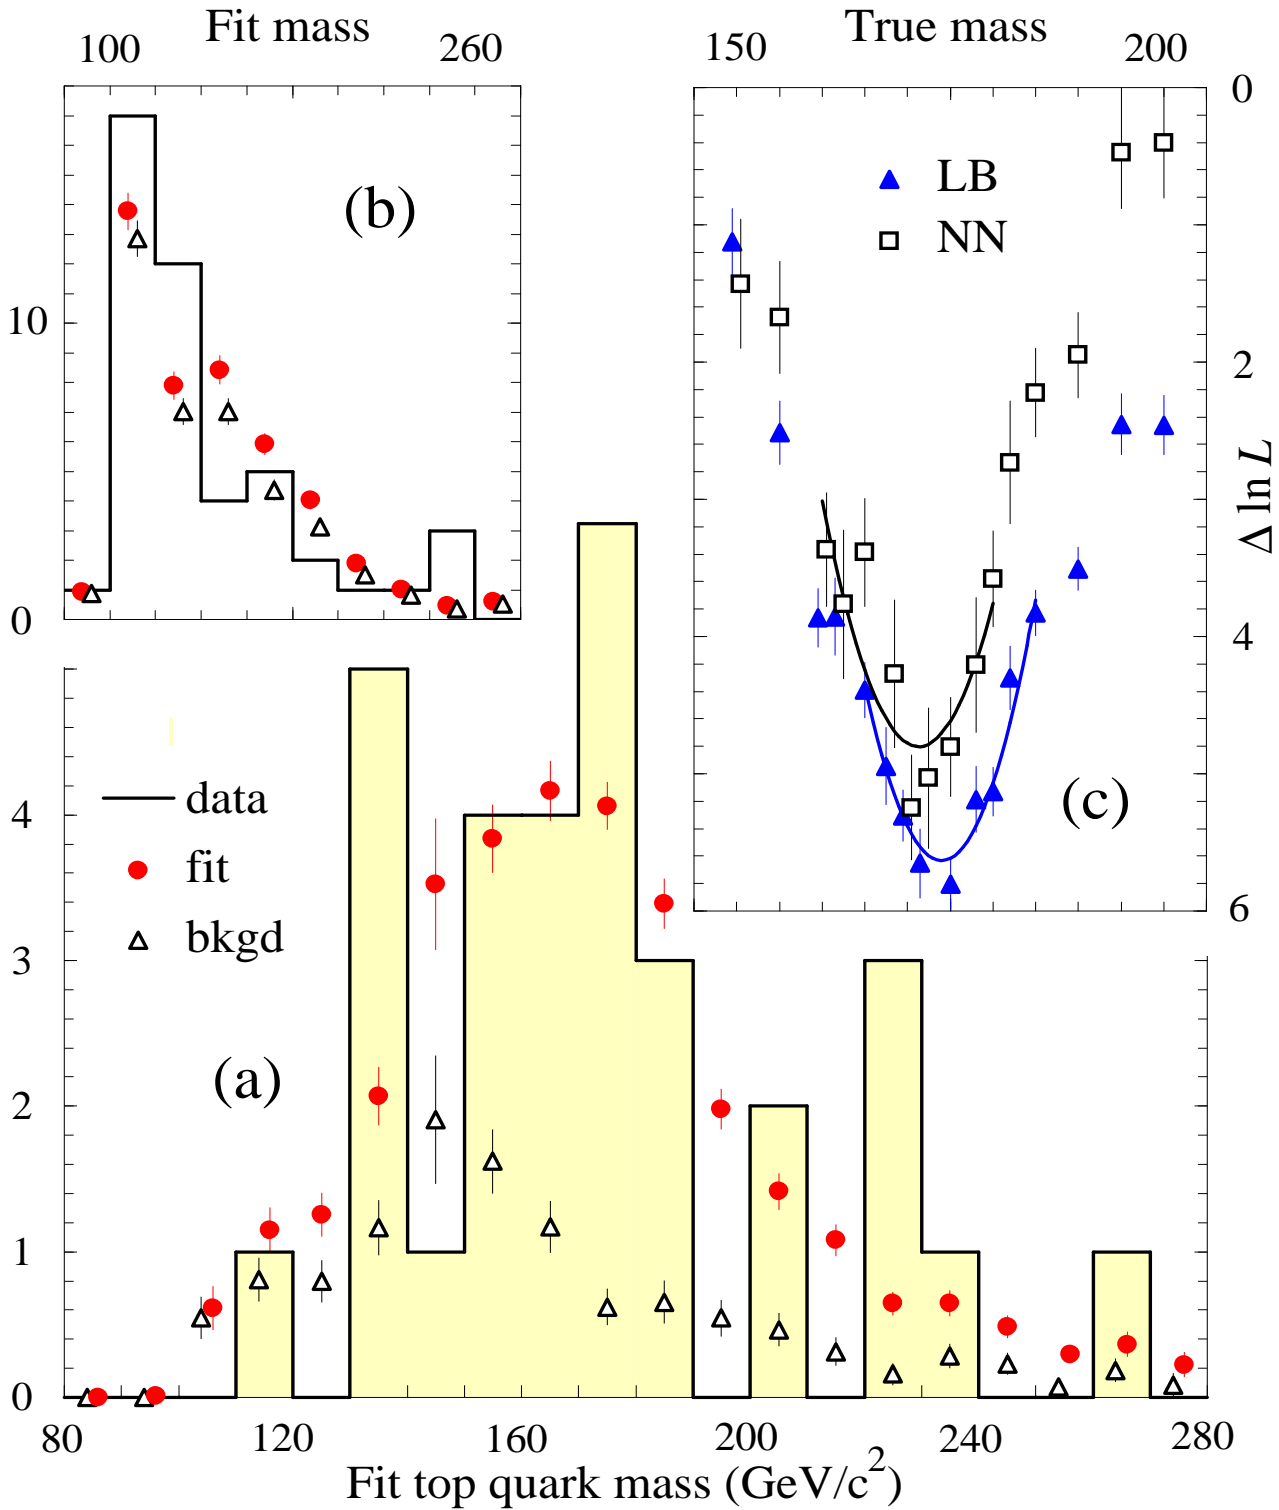 Fit mass
True mass
100
260
150
200
0
(b)
LB
NN
10
2
Δ ln L
0
4
data
(c)
4
fit
bkgd
6
3
(a)
2
1
0
80
120
160
200
240
280
Fit top quark mass (GeV/c²)